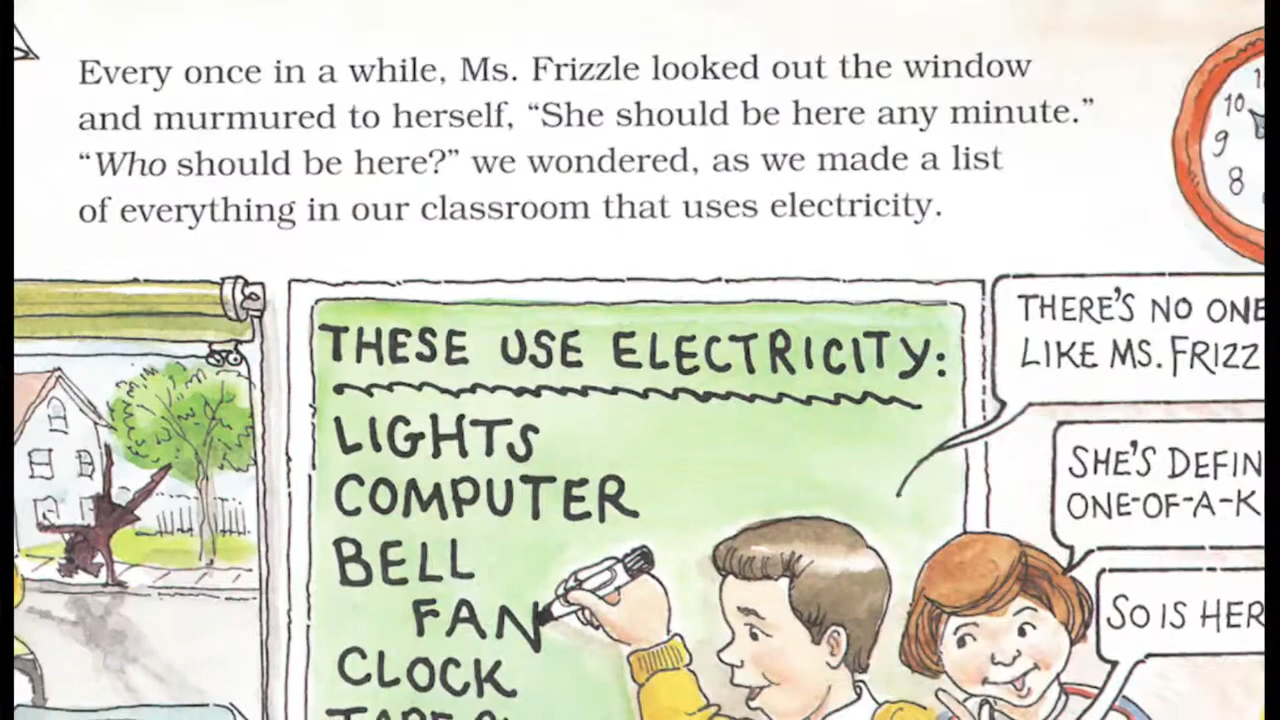 Every once in a while, Ms. Frizzle looked out the window
and murmured to herself, “She should be here any minute.”
“Who should be here?” we wondered, as we made a list
of everything in our classroom that uses electricity.
10
9
8
THESE USE ELECTRICITY:
LIGHTS
COMPUTER
BELL
FAN
CLOCK
THERE'S NO ONE
LIKE MS. FRIZZ
SHE'S DEFIN
ONE-OF-A-K
SO IS HER